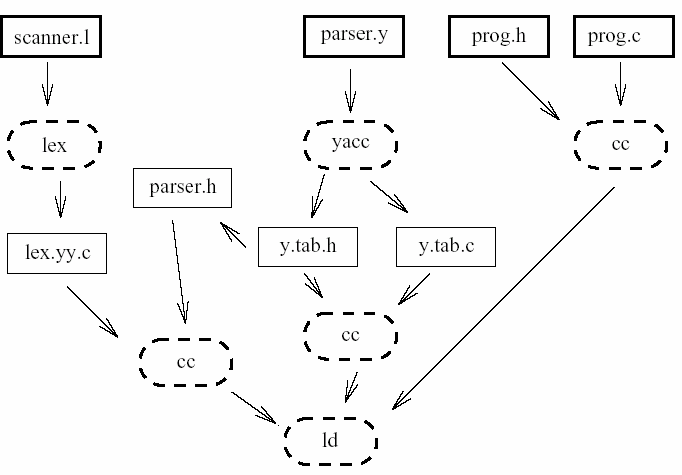 scanner.l
parser.y
prog.h
prog.c
lex
yacc
cc
parser.h
lex.yy.c
y.tab.h
y.tab.c
cc
cc
ld